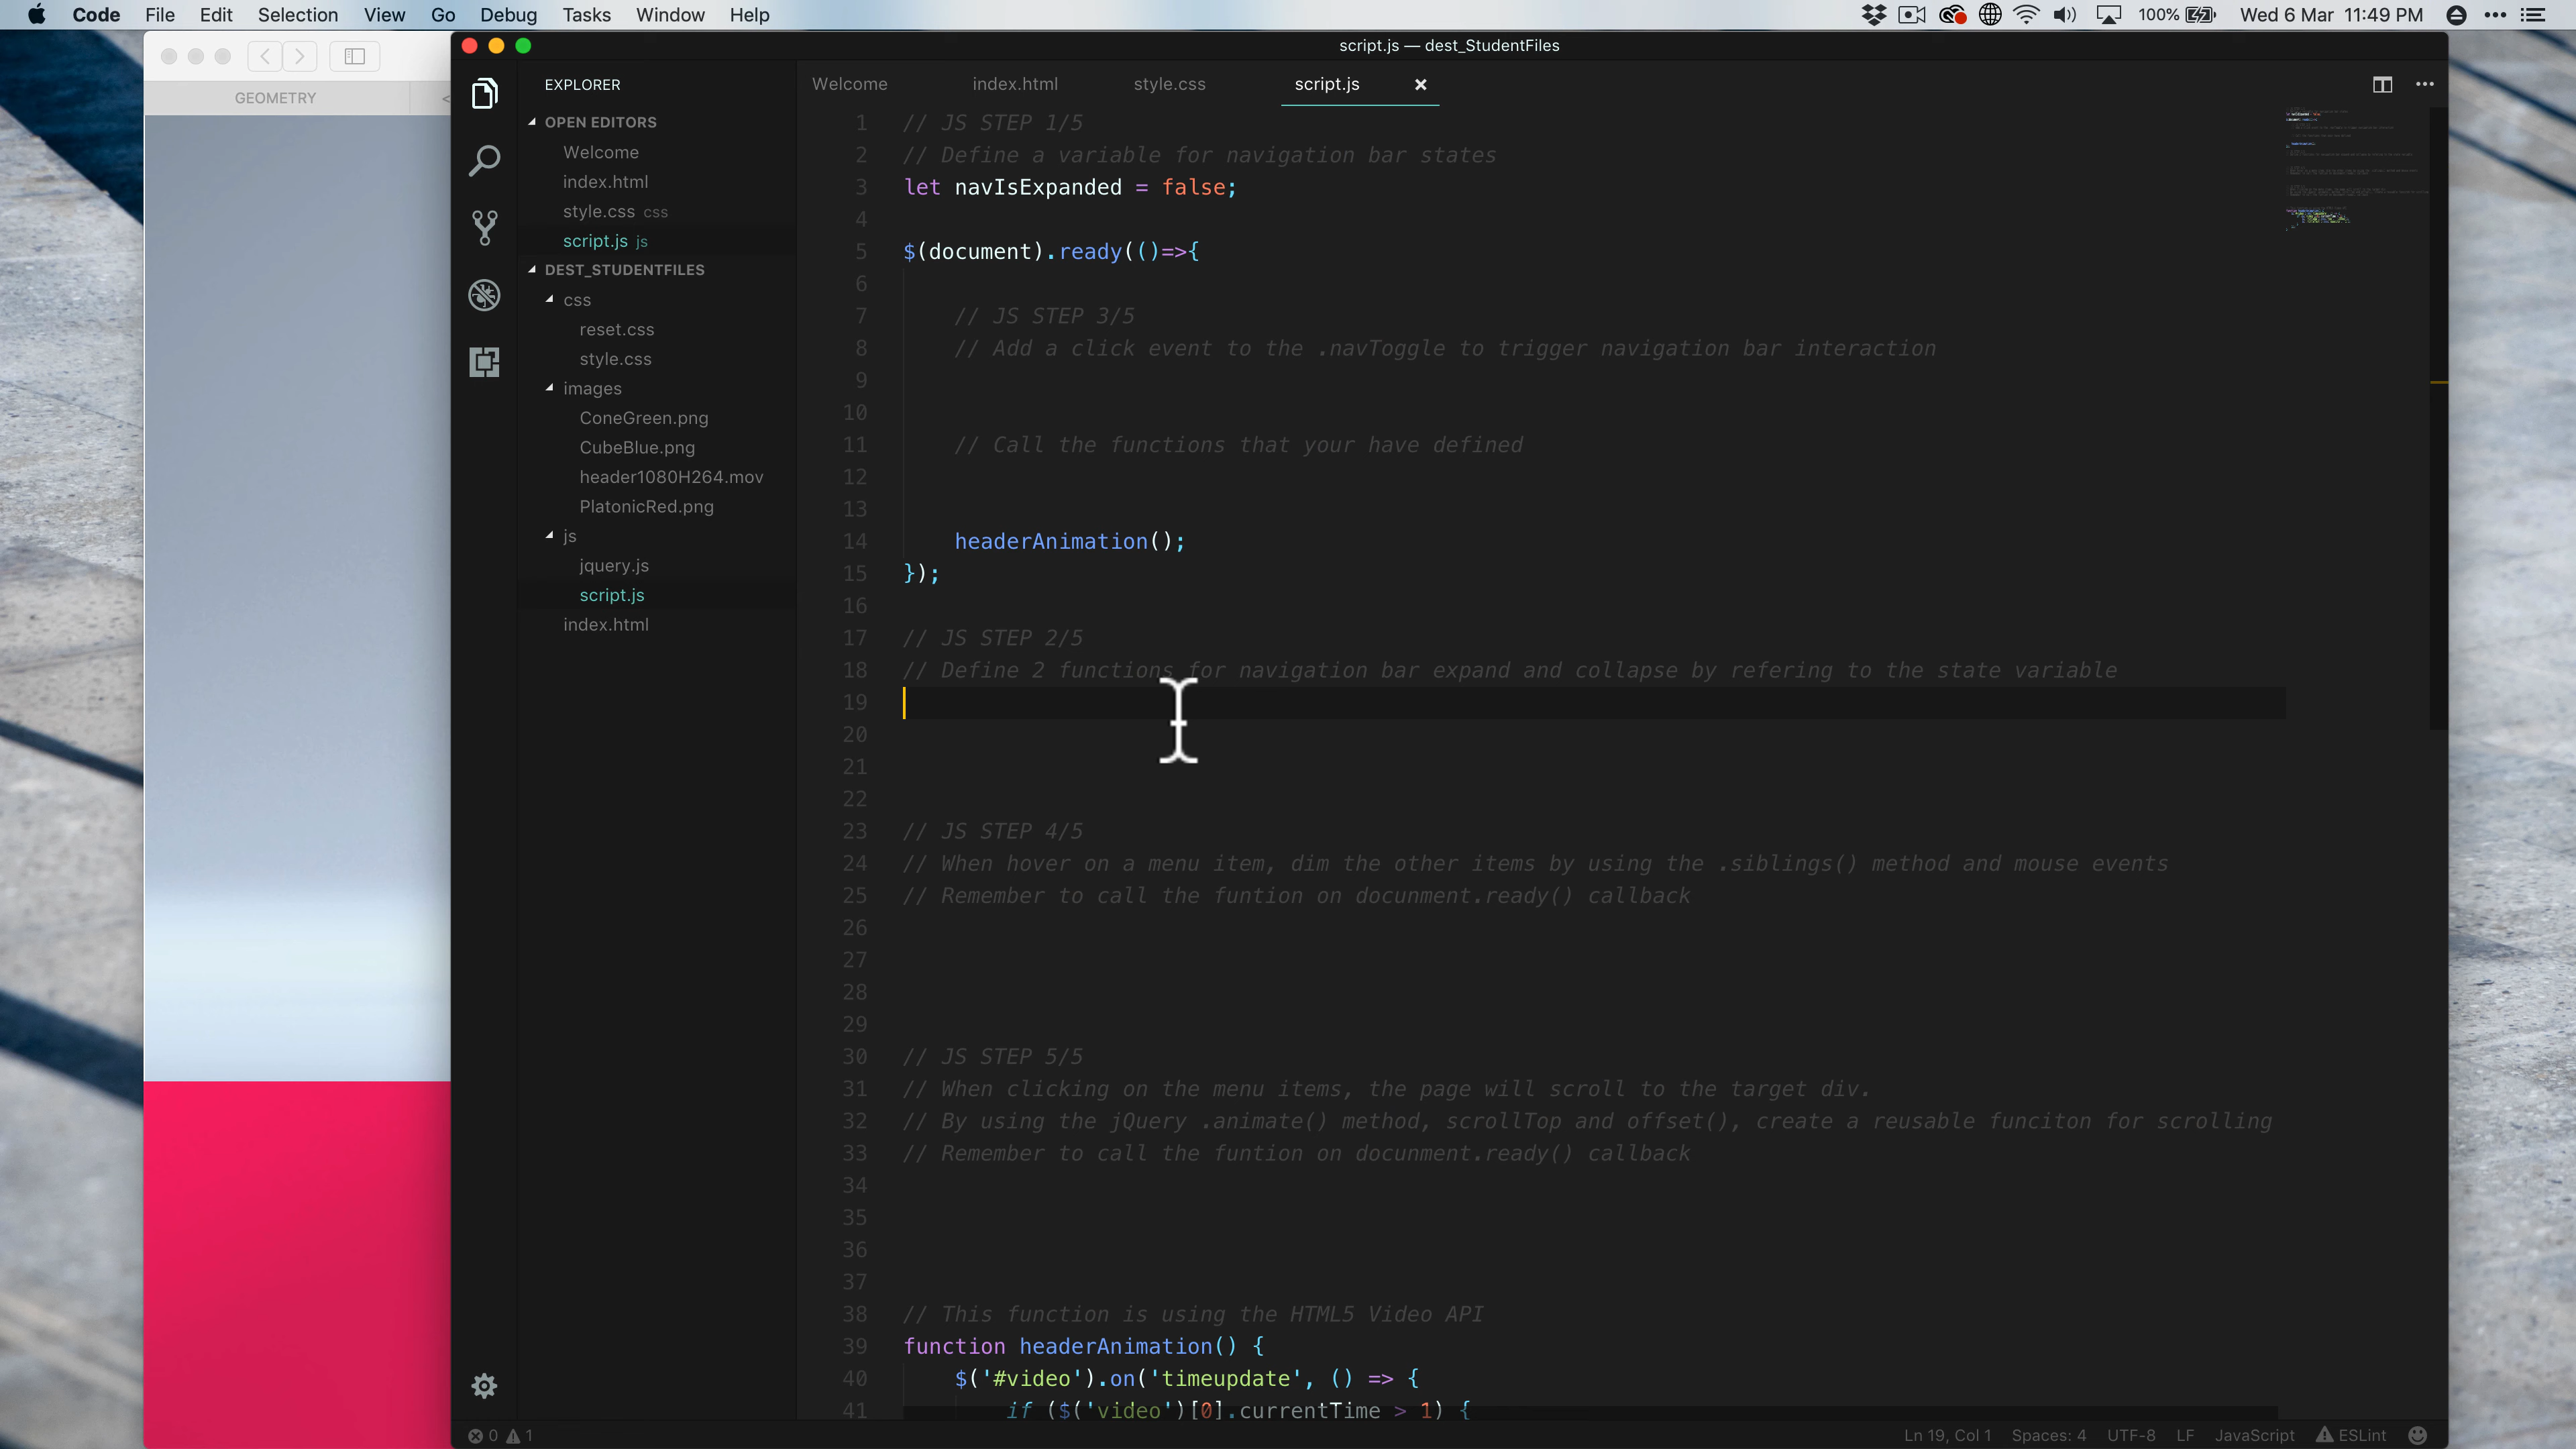 Code File Edit Selection View Go Debug Tasks Window Help 100% Wed 6 Mar 11:49 PM
script.js — dest_StudentFiles
GEOMETRY <
EXPLORER
OPEN EDITORS
Welcome
index.html
style.css css
script.js js
DEST_STUDENTFILES
css
reset.css
style.css
images
ConeGreen.png
CubeBlue.png
header1080H264.mov
PlatonicRed.png
js
jquery.js
script.js
index.html
Welcome index.html style.css script.js ×
1 // JS STEP 1/5
2 // Define a variable for navigation bar states
3 let navIsExpanded = false;
4
5 $(document).ready(()=>{
6
7 // JS STEP 3/5
8 // Add a click event to the .navToggle to trigger navigation bar interaction
9
10
11 // Call the functions that your have defined
12
13
14 headerAnimation();
15 });
16
17 // JS STEP 2/5
18 // Define 2 functions for navigation bar expand and collapse by refering to the state variable
19
20
21
22
23 // JS STEP 4/5
24 // When hover on a menu item, dim the other items by using the .siblings() method and mouse events
25 // Remember to call the funtion on documnent.ready() callback
26
27
28
29
30 // JS STEP 5/5
31 // When clicking on the menu items, the page will scroll to the target div.
32 // By using the jQuery .animate() method, scrollTop and offset(), create a reusable funciton for scrolling
33 // Remember to call the funtion on documnent.ready() callback
34
35
36
37
38 // This function is using the HTML5 Video API
39 function headerAnimation() {
40 $('#video').on('timeupdate', () => {
41 if ($('video')[0].currentTime > 1) {
0 1 Ln 19, Col 1 Spaces: 4 UTF-8 LF JavaScript ESLint